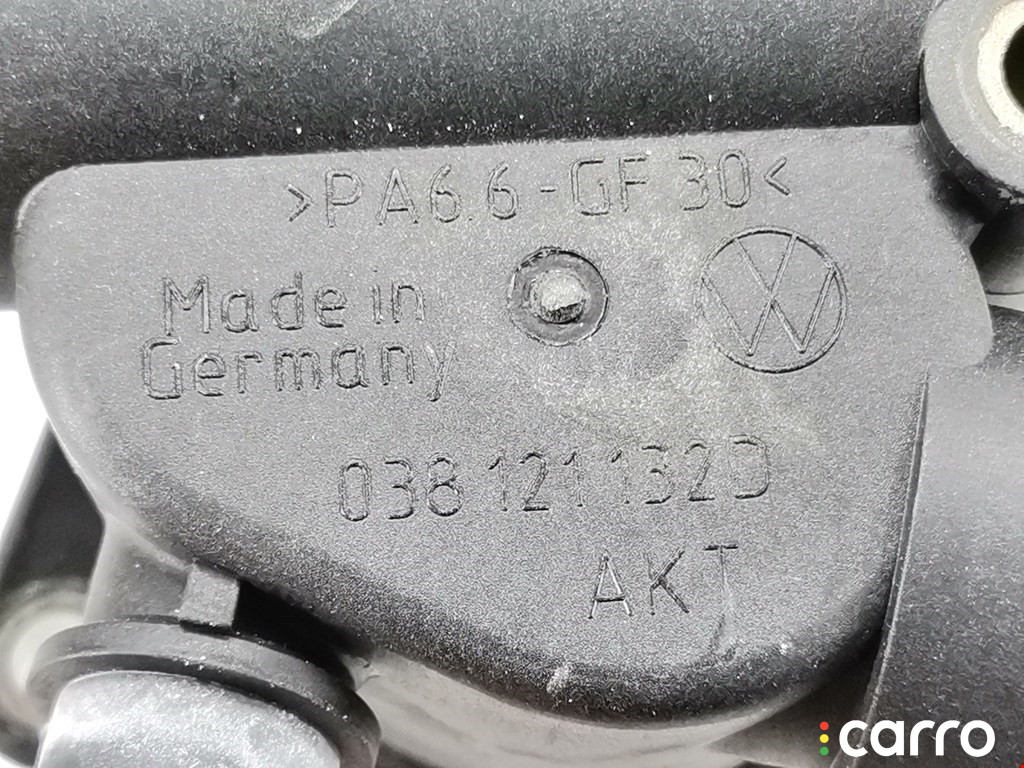 >PA6.6-GF30<
Made in
Germany
038 121 132D
AKT
carro